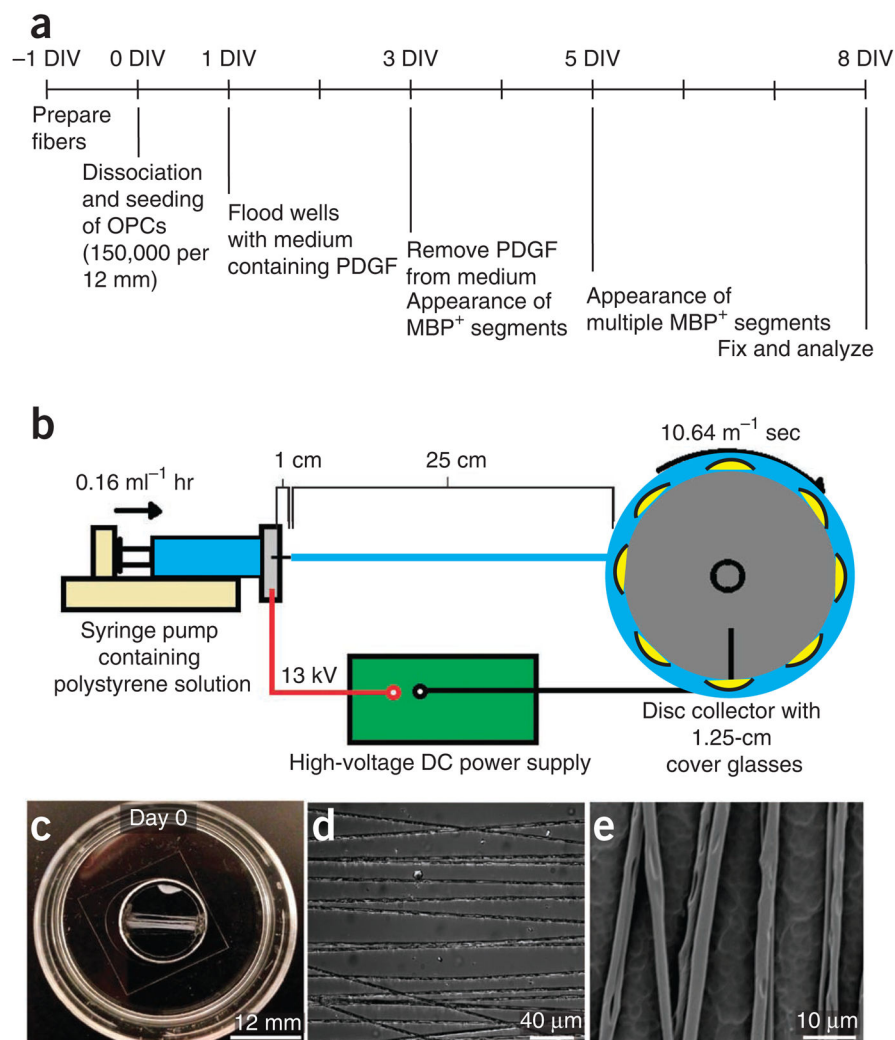 a
–1 DIV 0 DIV 1 DIV 3 DIV 5 DIV 8 DIV
Prepare
fibers
Dissociation
and seeding
of OPCs
(150,000 per
12 mm)
Flood wells
with medium
containing PDGF
Remove PDGF
from medium
Appearance of
MBP⁺ segments
Appearance of
multiple MBP⁺ segments
Fix and analyze
b
0.16 ml⁻¹ hr
1 cm
25 cm
10.64 m⁻¹ sec
Syringe pump
containing
polystyrene solution
13 kV
High-voltage DC power supply
Disc collector with
1.25-cm
cover glasses
c
Day 0
12 mm
d
40 μm
e
10 μm